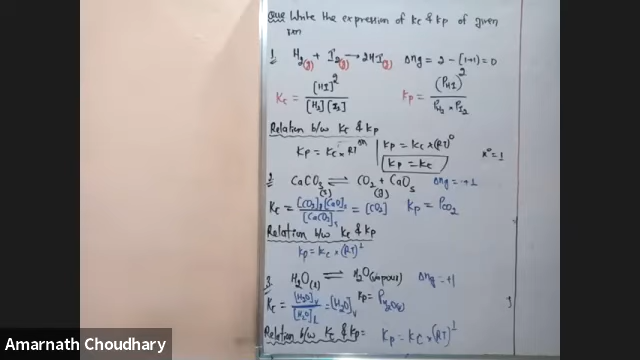 Que Write the expression of Kc & Kp of given
rxn
1. H2(g) + I2(g) → 2HI(g) Δng = 2 - [1+1] = 0
Kc = [HI]^2 / [H2][I2] Kp = (PHI)^2 / PH2 × PI2
Relation b/w Kc & Kp
Kp = Kc × RT^Δn | Kp = Kc × (RT)^0
Kp = Kc x^0 = 1
2. CaCO3(s) ⇌ CO2(g) + CaOs Δng = +1
Kc = [CO2]g [CaO]s / [CaCO3]s = [CO2] Kp = PCO2
Relation b/w Kc & Kp
Kp = Kc × (RT)^1
3. H2O(l) ⇌ H2O(vapour) Δng = +1
Kc = [H2O]v / [H2O]l = [H2O]v Kp = PH2O(v)
Relation b/w Kc & Kp = Kp = Kc × (RT)^1
Amarnath Choudhary